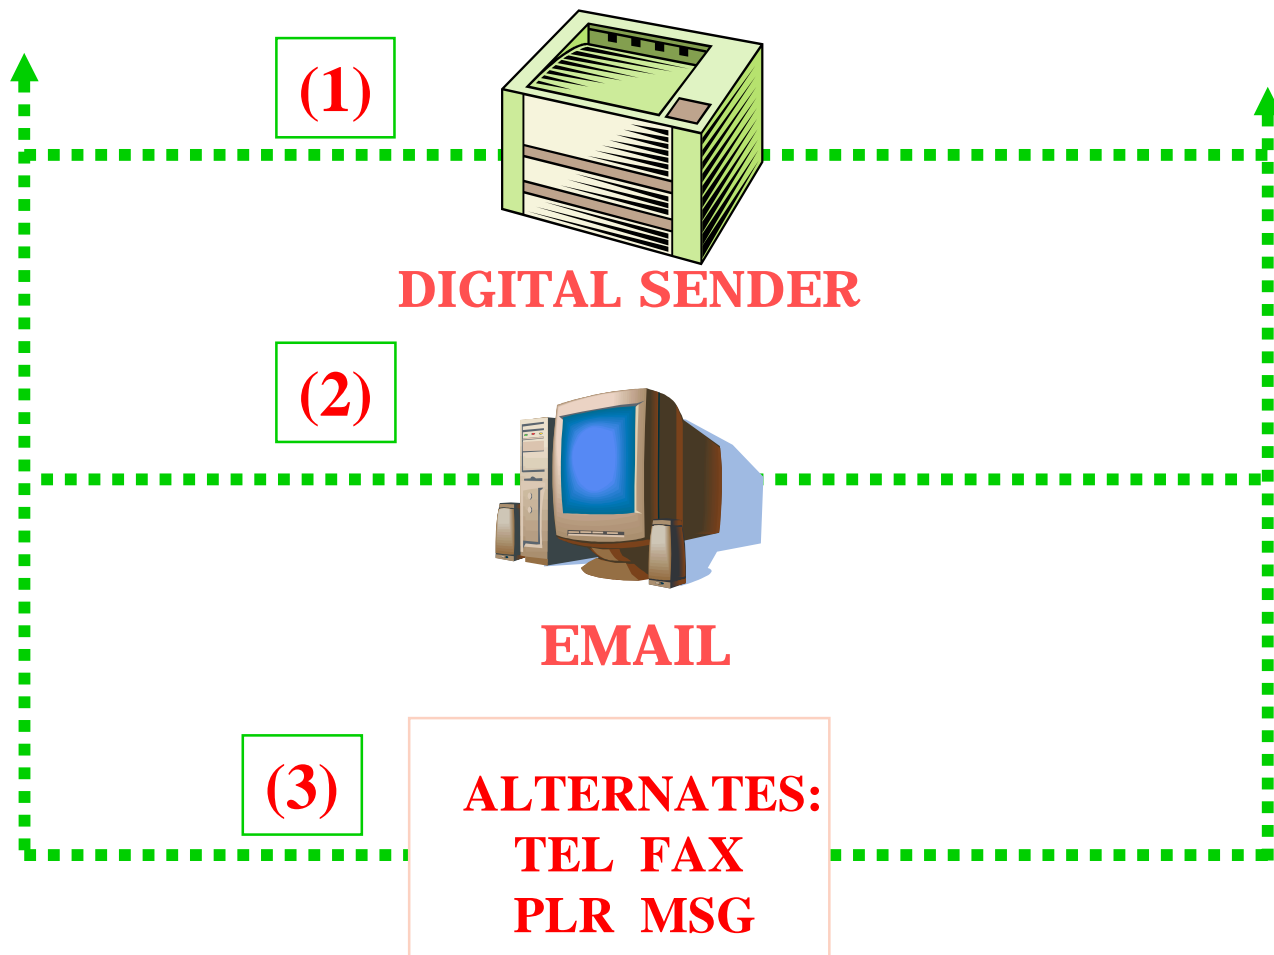 (1)
DIGITAL SENDER
(2)
EMAIL
(3)
ALTERNATES:
TEL FAX
PLR MSG